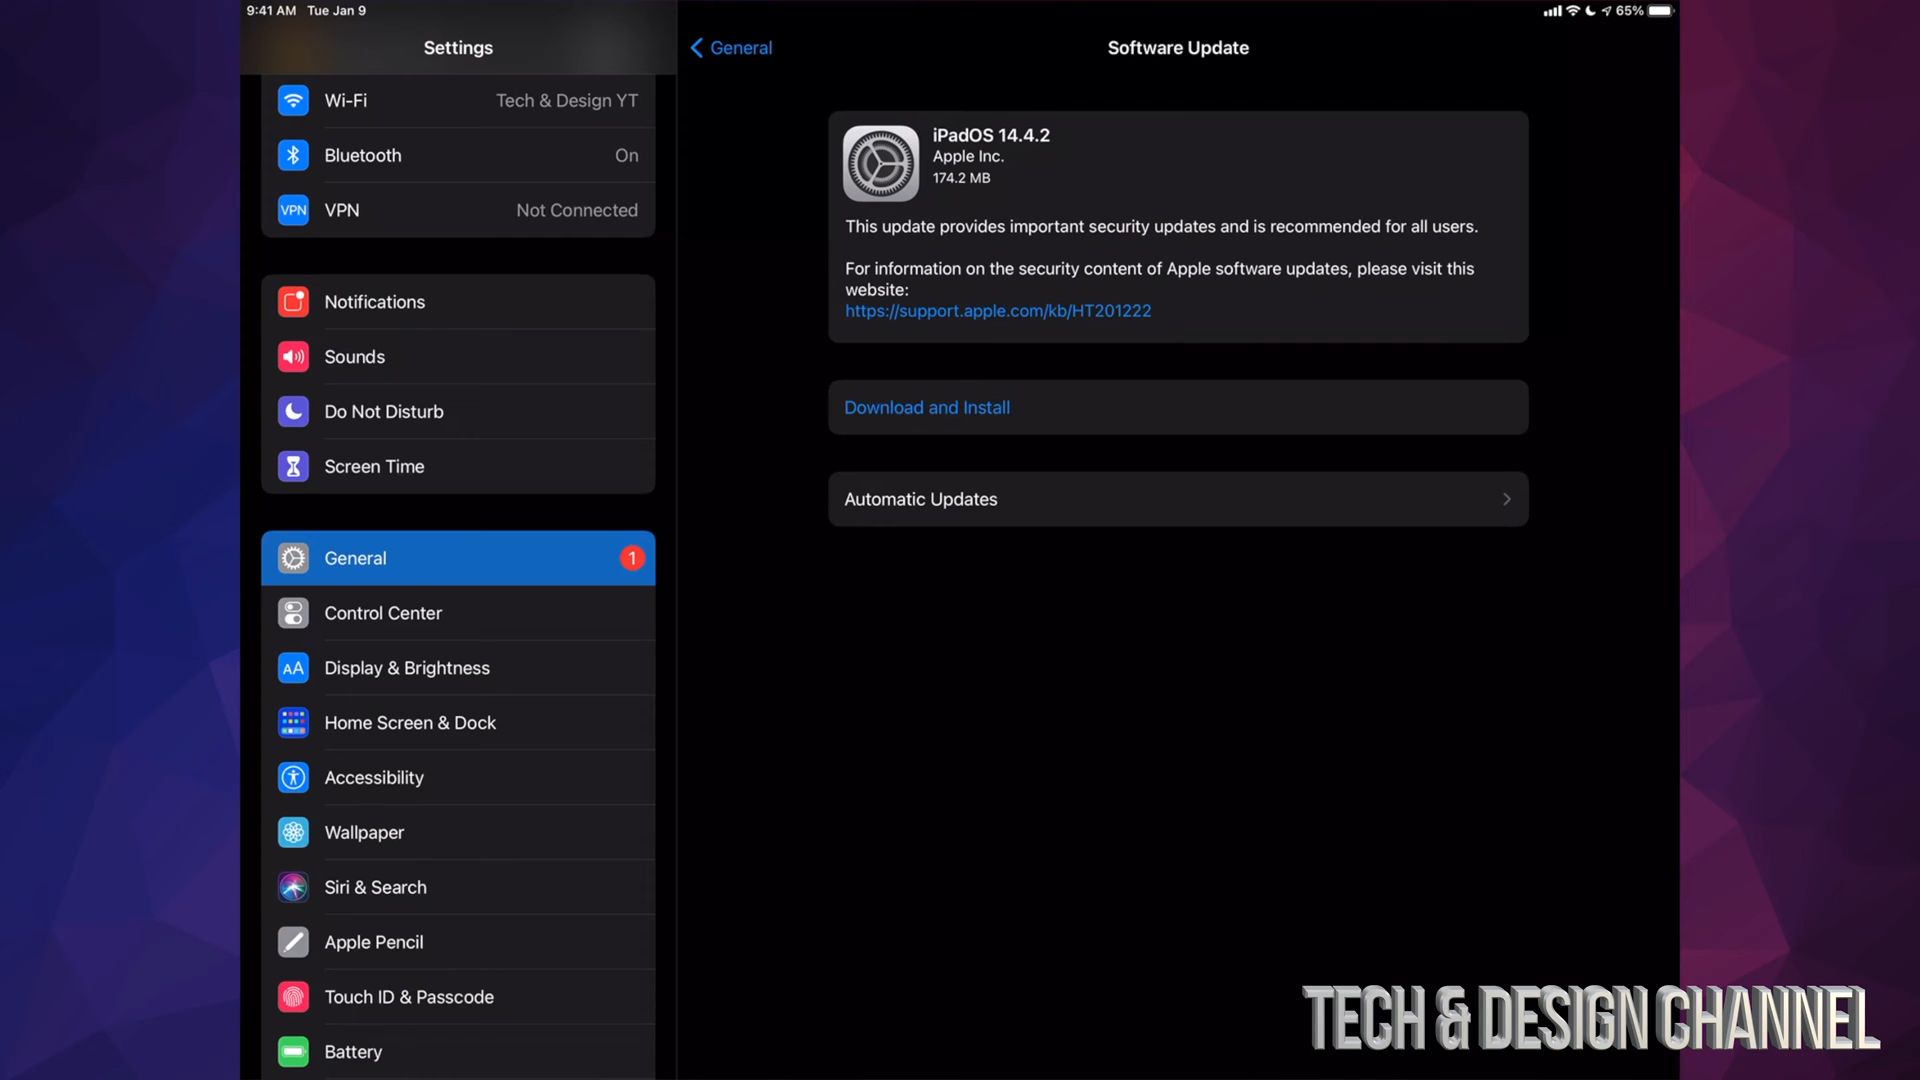 9:41 AM Tue Jan 9
65%
Settings
Wi-Fi Tech & Design YT
Bluetooth On
VPN VPN Not Connected
Notifications
Sounds
Do Not Disturb
Screen Time
General 1
Control Center
AA Display & Brightness
Home Screen & Dock
Accessibility
Wallpaper
Siri & Search
Apple Pencil
Touch ID & Passcode
Battery
General
Software Update
iPadOS 14.4.2
Apple Inc.
174.2 MB
This update provides important security updates and is recommended for all users.
For information on the security content of Apple software updates, please visit this
website:
https://support.apple.com/kb/HT201222
Download and Install
Automatic Updates
TECH & DESIGN CHANNEL